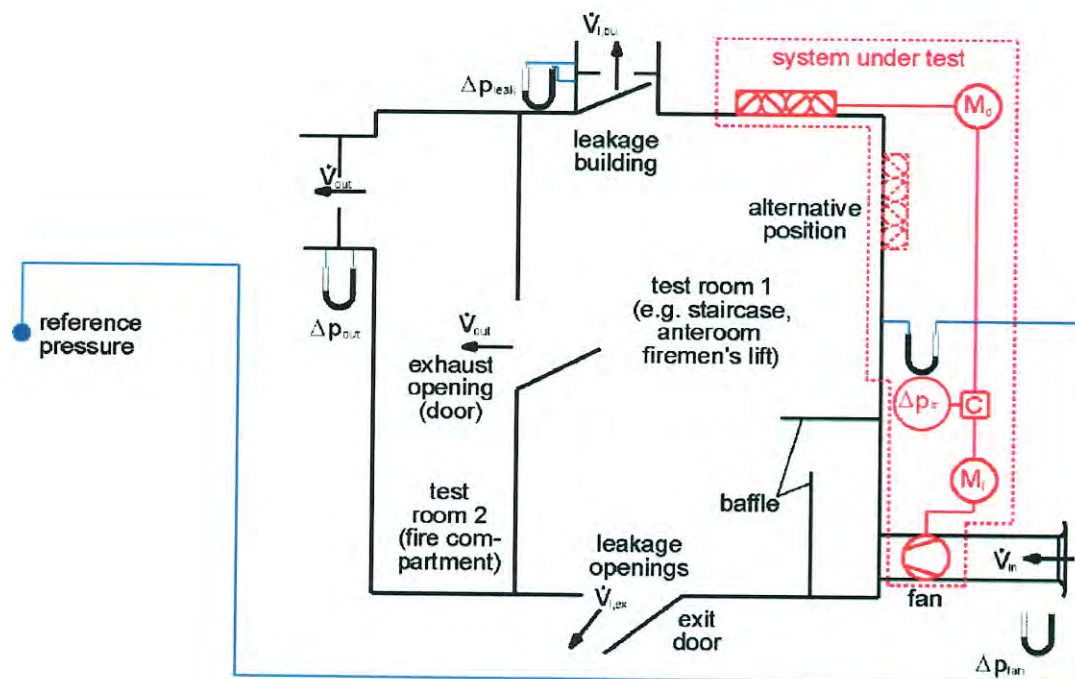 V̇l,ou
system under test
Δpleak
Md
leakage
building
V̇out
alternative
position
reference
pressure
Δpout
V̇out
exhaust
opening
(door)
test room 1
(e.g. staircase,
anteroom
firemen's lift)
Δptr
C
Mf
test
room 2
(fire com-
partment)
baffle
leakage
openings
V̇l,ex
V̇in
fan
exit
door
Δpfan